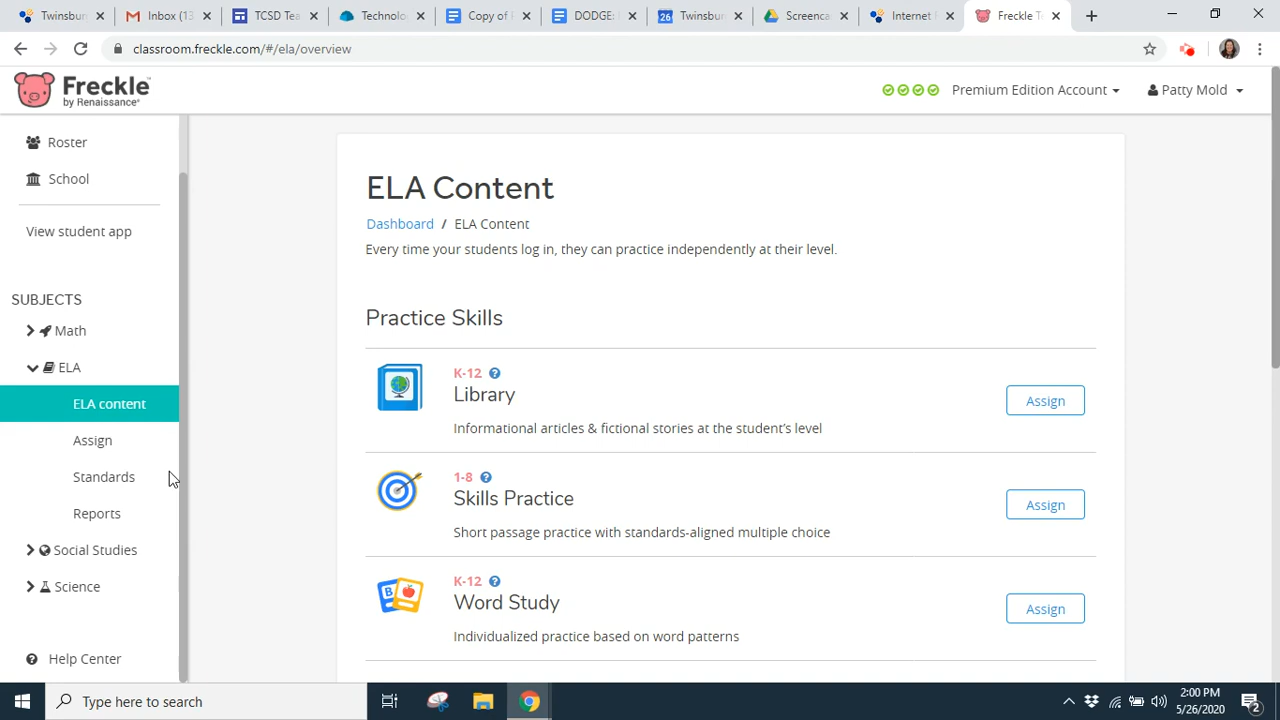 Twinsbu
Inbox (13
TCSD Tea
Technolo
Copy of F
DODGE:
26 Twinsbur
Screenca
Internet F
Freckle T
classroom.freckle.com/#/ela/overview
Freckle
by Renaissance
Premium Edition Account
Patty Mold
Roster
School
View student app
SUBJECTS
Math
ELA
ELA content
Assign
Standards
Reports
Social Studies
Science
Help Center
ELA Content
Dashboard / ELA Content
Every time your students log in, they can practice independently at their level.
Practice Skills
K-12
Library
Informational articles & fictional stories at the student's level
Assign
1-8
Skills Practice
Short passage practice with standards-aligned multiple choice
Assign
K-12
Word Study
Individualized practice based on word patterns
Assign
Type here to search
2:00 PM
5/26/2020
2